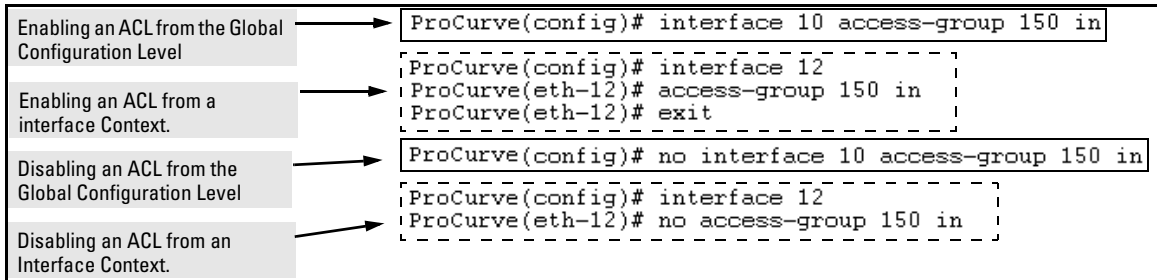 Enabling an ACL from the Global
Configuration Level
ProCurve(config)# interface 10 access-group 150 in
Enabling an ACL from a
interface Context.
ProCurve(config)# interface 12
ProCurve(eth-12)# access-group 150 in
ProCurve(eth-12)# exit
Disabling an ACL from the
Global Configuration Level
ProCurve(config)# no interface 10 access-group 150 in
Disabling an ACL from an
Interface Context.
ProCurve(config)# interface 12
ProCurve(eth-12)# no access-group 150 in